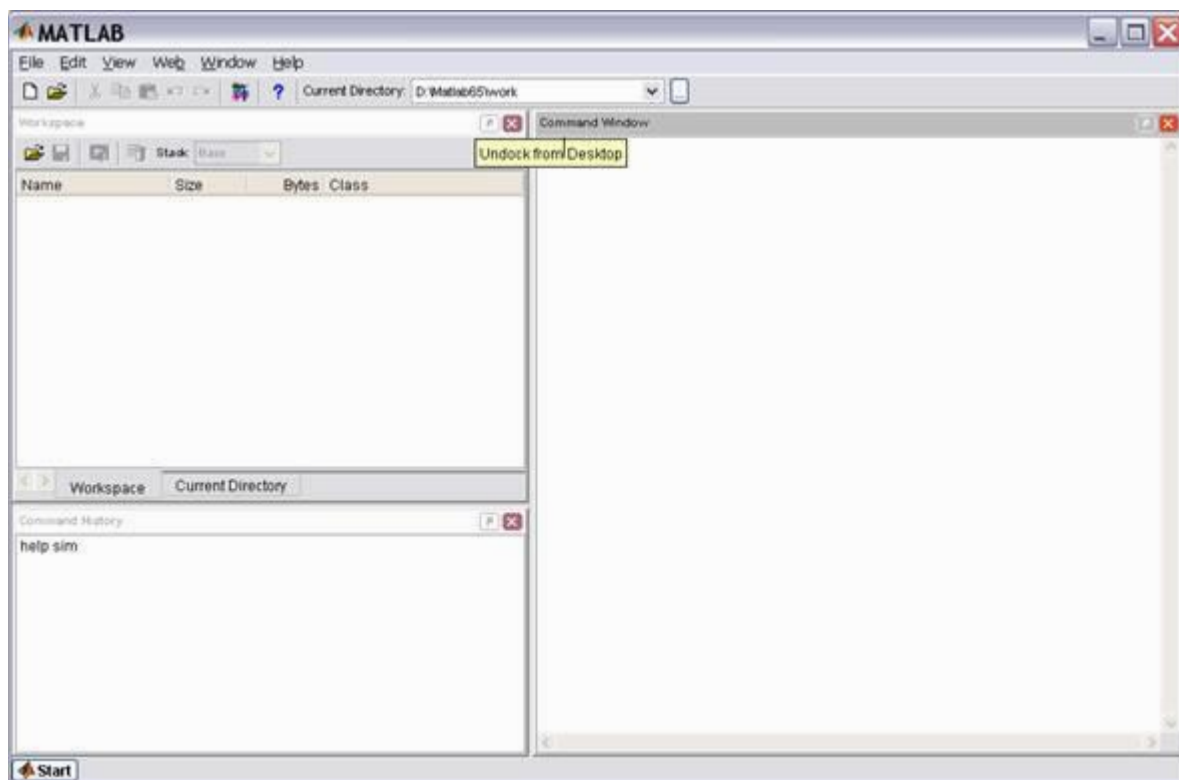 MATLAB
File Edit View Web Window Help
Current Directory: D:\Matlab65\work
Workspace
Command Window
Stack: Base
Undock from Desktop
Name Size Bytes Class
Workspace Current Directory
Command History
help sim
Start